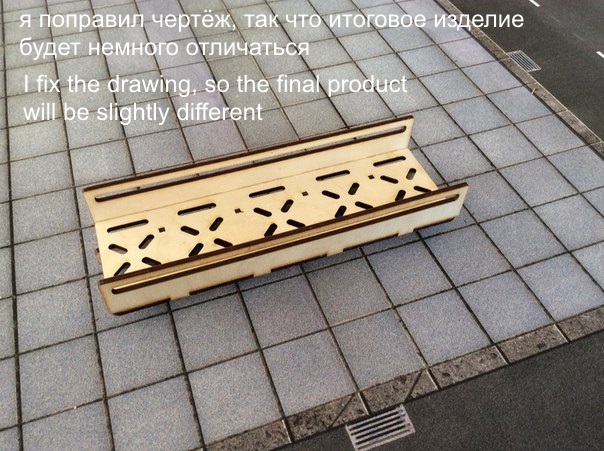 я поправил чертёж, так что итоговое изделие
будет немного отличаться
I fix the drawing, so the final product
will be slightly different